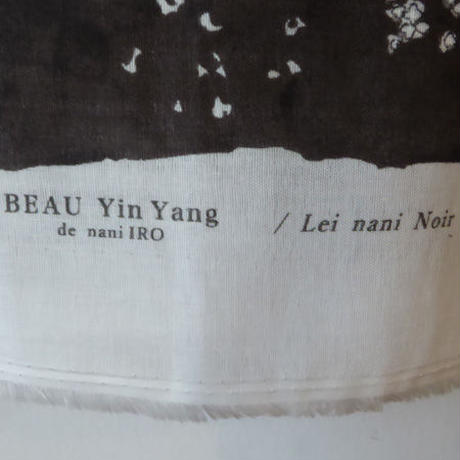 BEAU Yin Yang / Lei nani Noir
de nani IRO